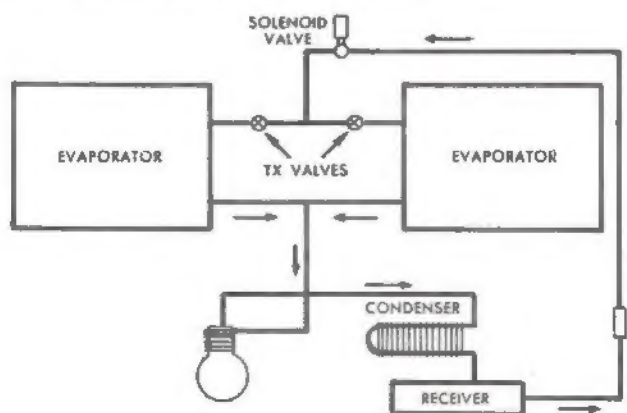 SOLENOID
VALVE
EVAPORATOR
TX VALVES
EVAPORATOR
CONDENSER
RECEIVER